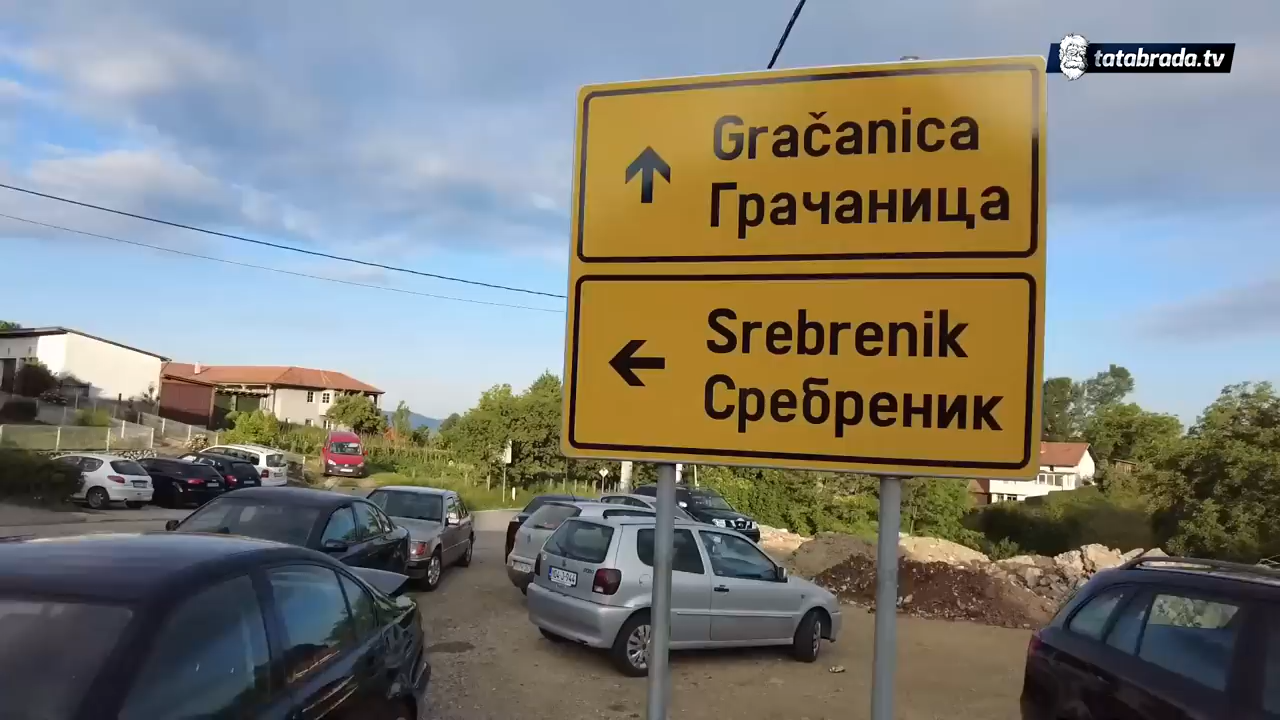 tatabrada.tv
Gračanica
Грачаница
Srebrenik
Сребреник